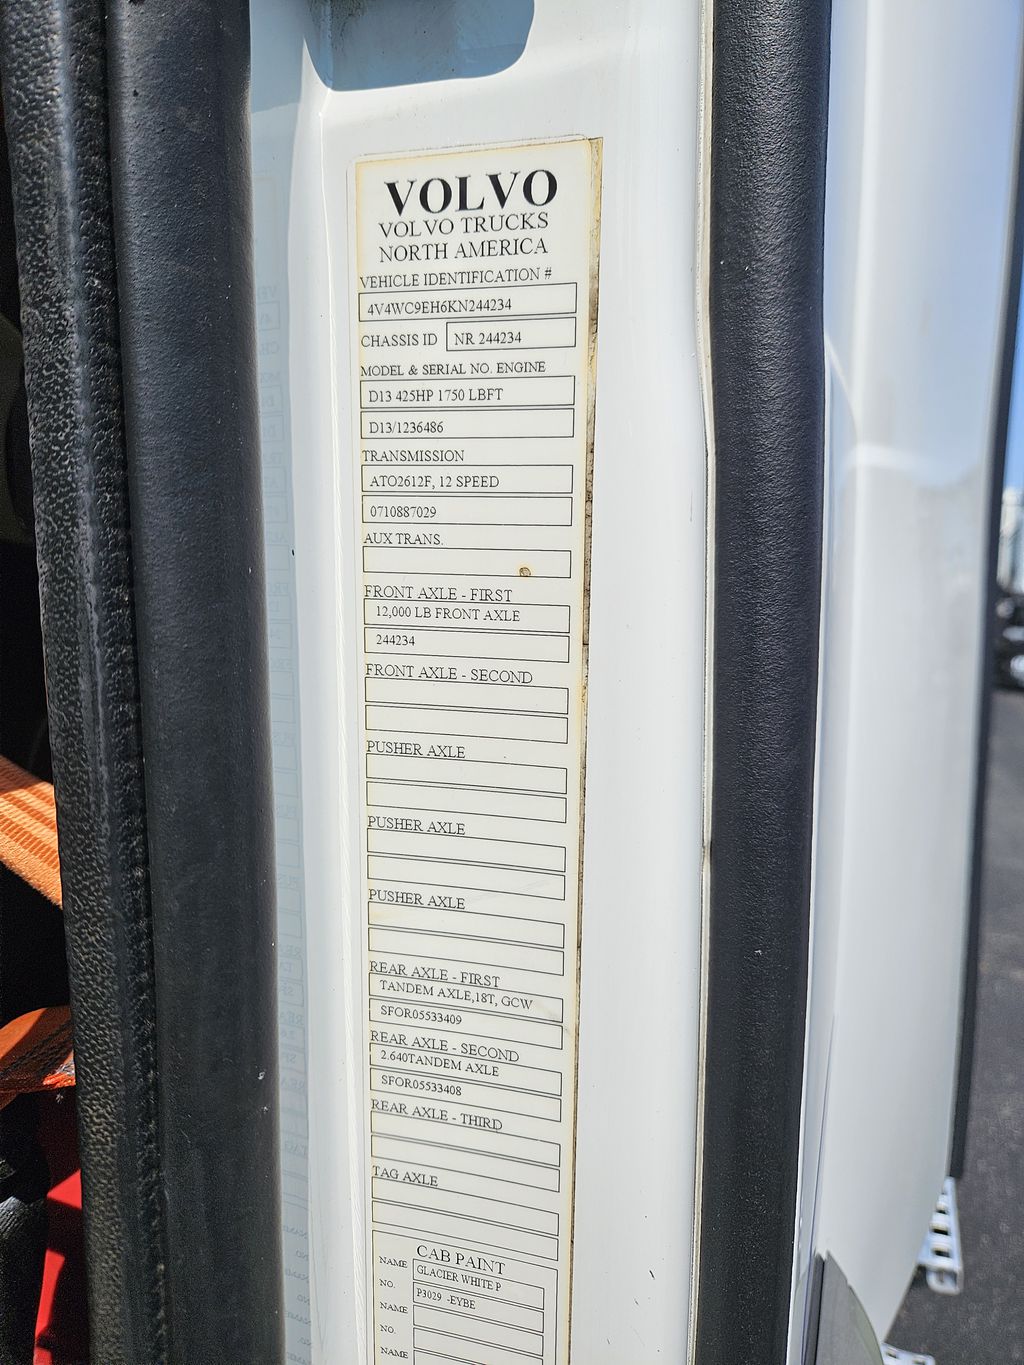 VOLVO
VOLVO TRUCKS
NORTH AMERICA
VEHICLE IDENTIFICATION #
4V4WC9EH6KN244234
CHASSIS ID NR 244234
MODEL & SERIAL NO. ENGINE
D13 425HP 1750 LBFT
D13/1236486
TRANSMISSION
ATO2612F, 12 SPEED
0710887029
AUX TRANS.
FRONT AXLE - FIRST
12,000 LB FRONT AXLE
244234
FRONT AXLE - SECOND
PUSHER AXLE
PUSHER AXLE
PUSHER AXLE
REAR AXLE - FIRST
TANDEM AXLE,18T, GCW
SFOR05533409
REAR AXLE - SECOND
2.640TANDEM AXLE
SFOR05533408
REAR AXLE - THIRD
TAG AXLE
CAB PAINT
NAME GLACIER WHITE P
NO. P3029 -EYBE
NAME
NO.
NAME